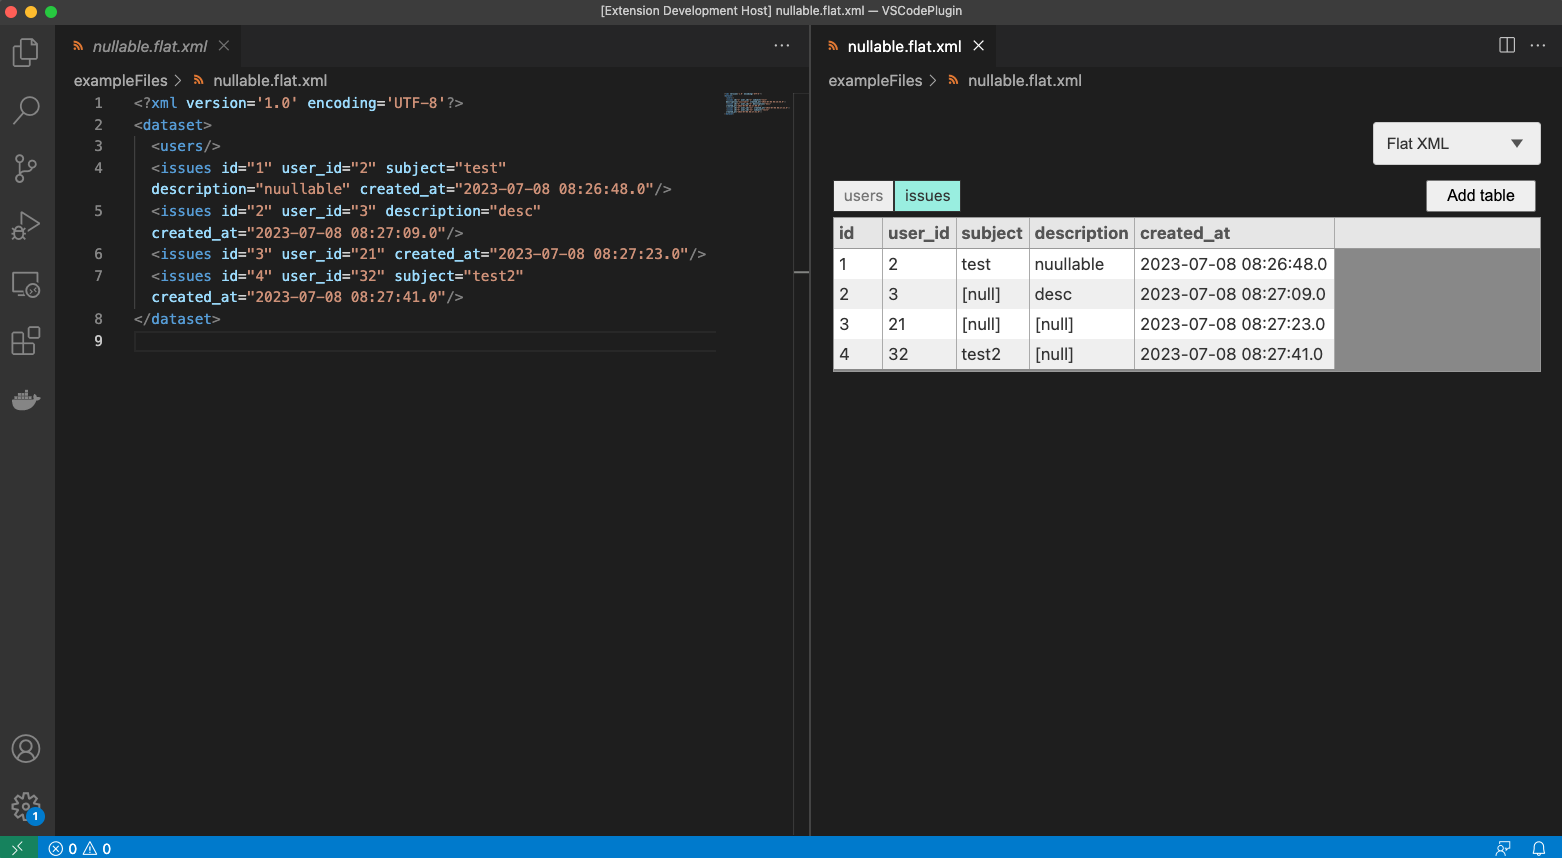 [Extension Development Host] nullable.flat.xml — VSCodePlugin
nullable.flat.xml
exampleFiles > nullable.flat.xml
1 <?xml version='1.0' encoding='UTF-8'?>
2 <dataset>
3 <users/>
4 <issues id="1" user_id="2" subject="test"
description="nuullable" created_at="2023-07-08 08:26:48.0"/>
5 <issues id="2" user_id="3" description="desc"
created_at="2023-07-08 08:27:09.0"/>
6 <issues id="3" user_id="21" created_at="2023-07-08 08:27:23.0"/>
7 <issues id="4" user_id="32" subject="test2"
created_at="2023-07-08 08:27:41.0"/>
8 </dataset>
9
nullable.flat.xml
exampleFiles > nullable.flat.xml
Flat XML
users issues Add table
id user_id subject description created_at
1 2 test nuullable 2023-07-08 08:26:48.0
2 3 [null] desc 2023-07-08 08:27:09.0
3 21 [null] [null] 2023-07-08 08:27:23.0
4 32 test2 [null] 2023-07-08 08:27:41.0
1
0 0